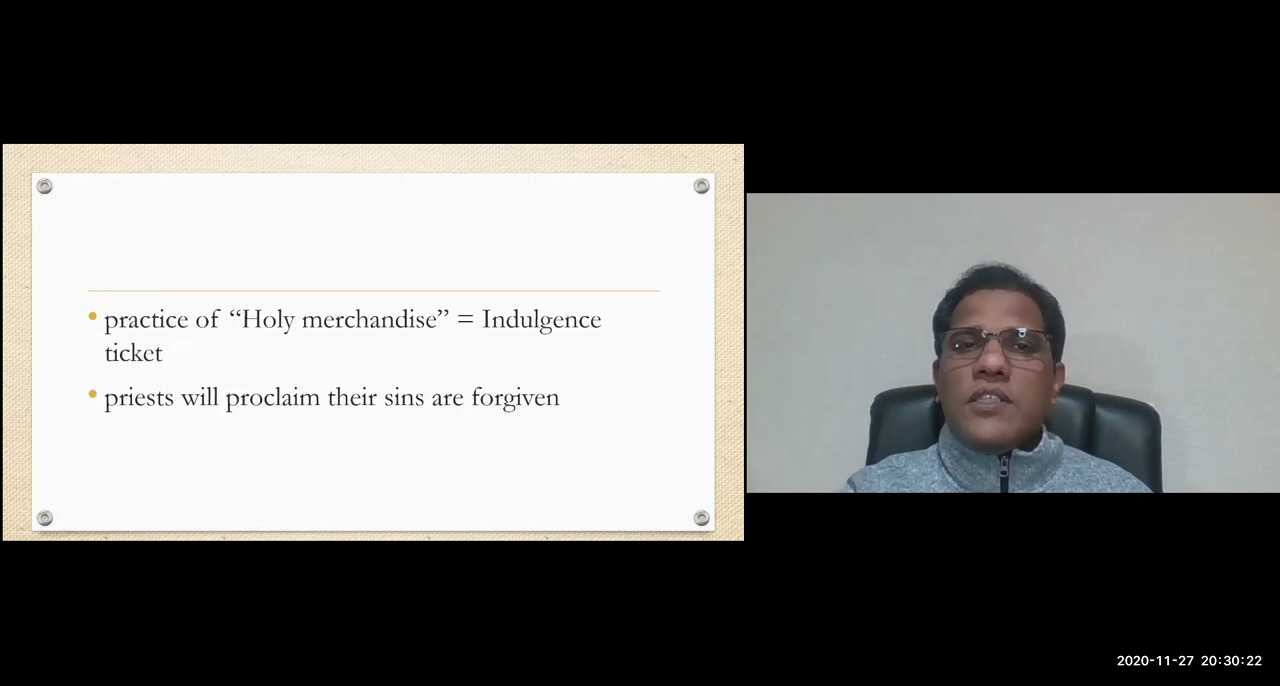 practice of “Holy merchandise” = Indulgence
ticket
priests will proclaim their sins are forgiven
2020-11-27 20:30:22